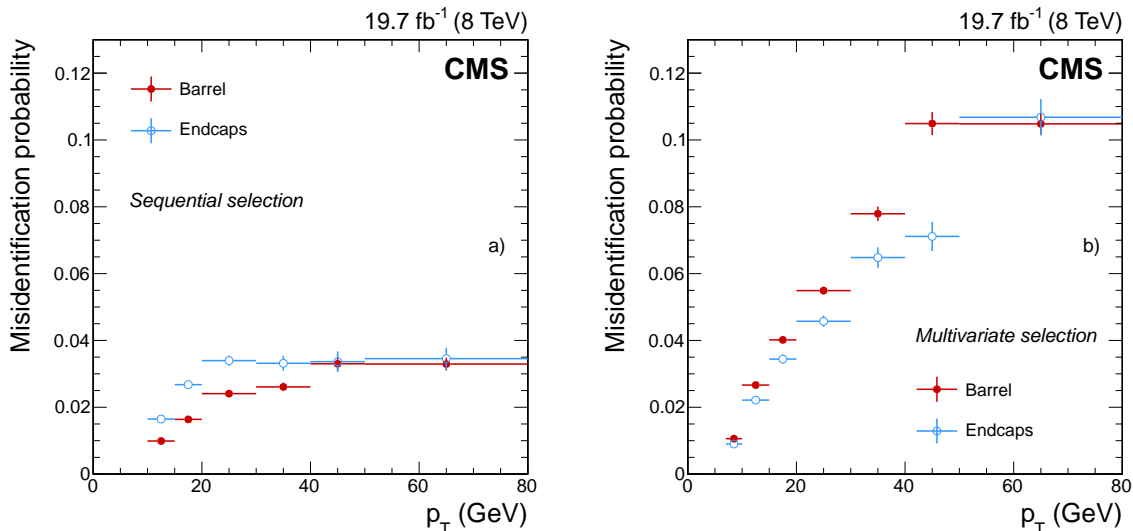 19.7 fb⁻¹ (8 TeV)
CMS
Misidentification probability
0.12
0.1
0.08
0.06
0.04
0.02
0
Barrel
Endcaps
Sequential selection
a)
0 20 40 60 80
p_T (GeV)
19.7 fb⁻¹ (8 TeV)
CMS
Misidentification probability
0.12
0.1
0.08
0.06
0.04
0.02
0
b)
Multivariate selection
Barrel
Endcaps
0 20 40 60 80
p_T (GeV)